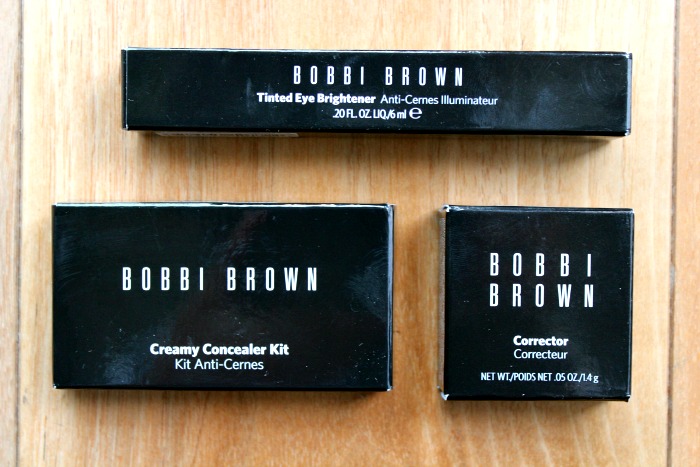 BOBBI BROWN
Tinted Eye Brightener Anti-Cernes Illuminateur
.20 FL. OZ. LIQ./6 ml ℮
BOBBI BROWN
Creamy Concealer Kit
Kit Anti-Cernes
BOBBI
BROWN
Corrector
Correcteur
NET WT./POIDS NET .05 OZ./1.4 g